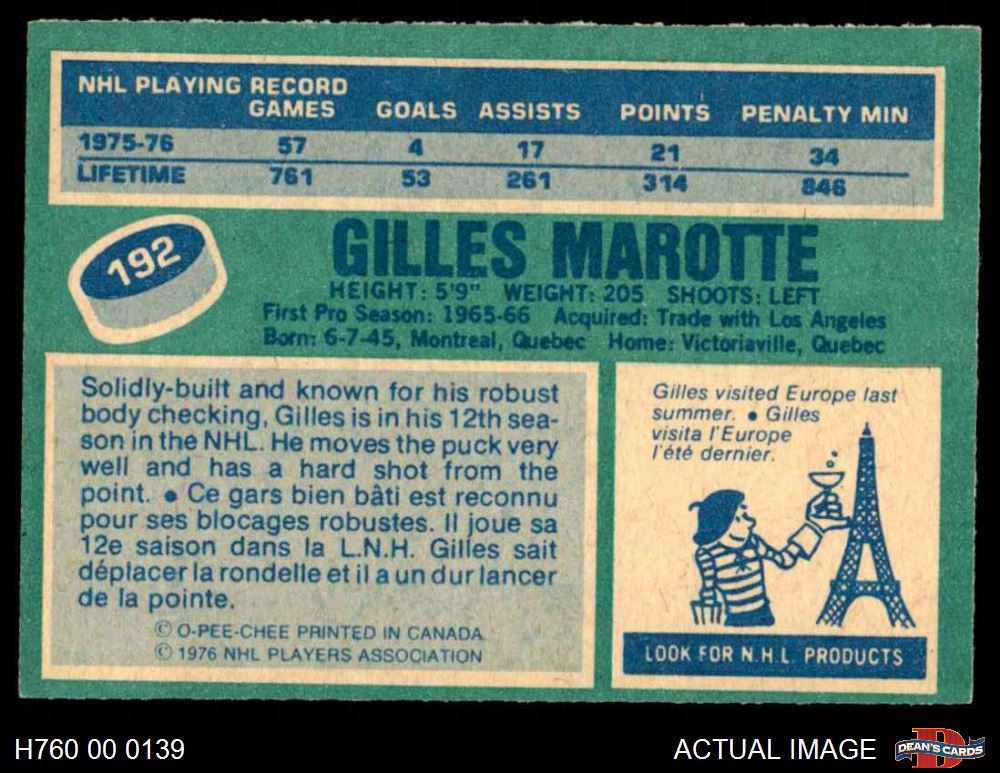 NHL PLAYING RECORD
GAMES GOALS ASSISTS POINTS PENALTY MIN
1975-76 57 4 17 21 34
LIFETIME 761 53 261 314 846
192
GILLES MAROTTE
HEIGHT: 5'9" WEIGHT: 205 SHOOTS: LEFT
First Pro Season: 1965-66 Acquired: Trade with Los Angeles
Born: 6-7-45, Montreal, Quebec Home: Victoriaville, Quebec
Solidly-built and known for his robust
body checking, Gilles is in his 12th sea-
son in the NHL. He moves the puck very
well and has a hard shot from the
point. • Ce gars bien bâti est reconnu
pour ses blocages robustes. Il joue sa
12e saison dans la L.N.H. Gilles sait
déplacer la rondelle et il a un dur lancer
de la pointe.
© O-PEE-CHEE PRINTED IN CANADA
© 1976 NHL PLAYERS ASSOCIATION
Gilles visited Europe last
summer. • Gilles
visita l'Europe
l'été dernier.
LOOK FOR N.H.L. PRODUCTS
H760 00 0139
ACTUAL IMAGE
D
DEAN'S CARDS